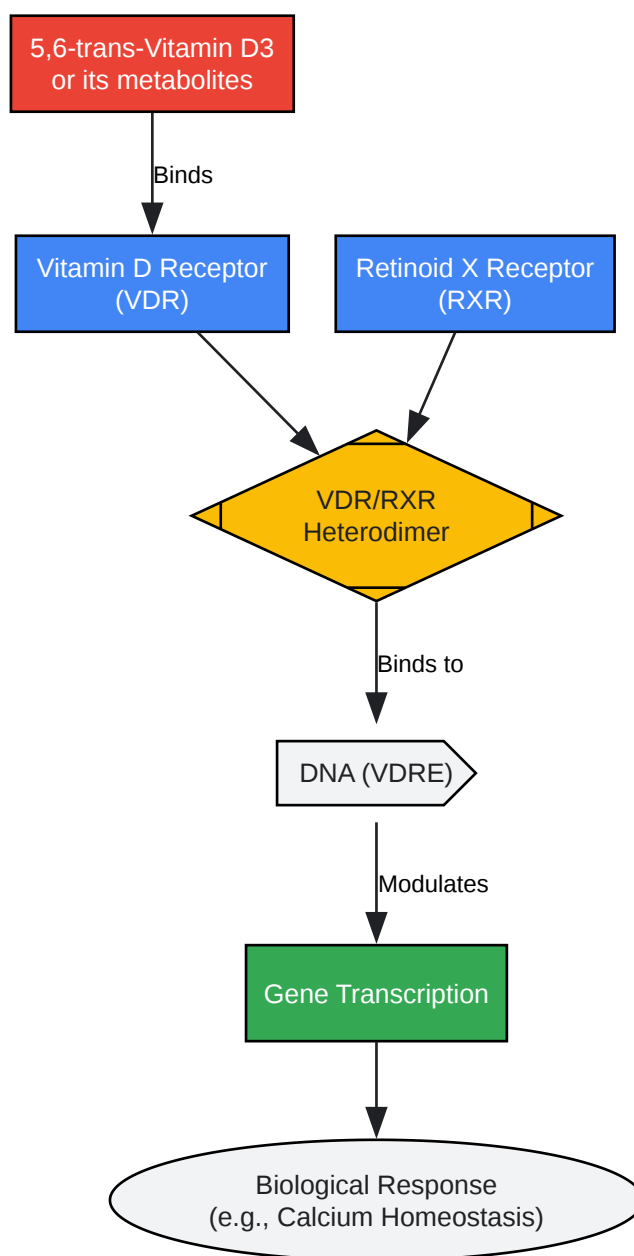 5,6-trans-Vitamin D3
or its metabolites
Binds
Vitamin D Receptor
(VDR)
Retinoid X Receptor
(RXR)
VDR/RXR
Heterodimer
Binds to
DNA (VDRE)
Modulates
Gene Transcription
Biological Response
(e.g., Calcium Homeostasis)